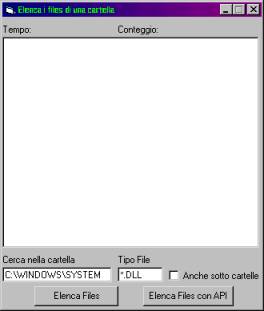 Elenca i files di una cartella
Tempo: Conteggio:
Cerca nella cartella Tipo File
C:\WINDOWS\SYSTEM *.DLL Anche sotto cartelle
Elenca Files Elenca Files con API